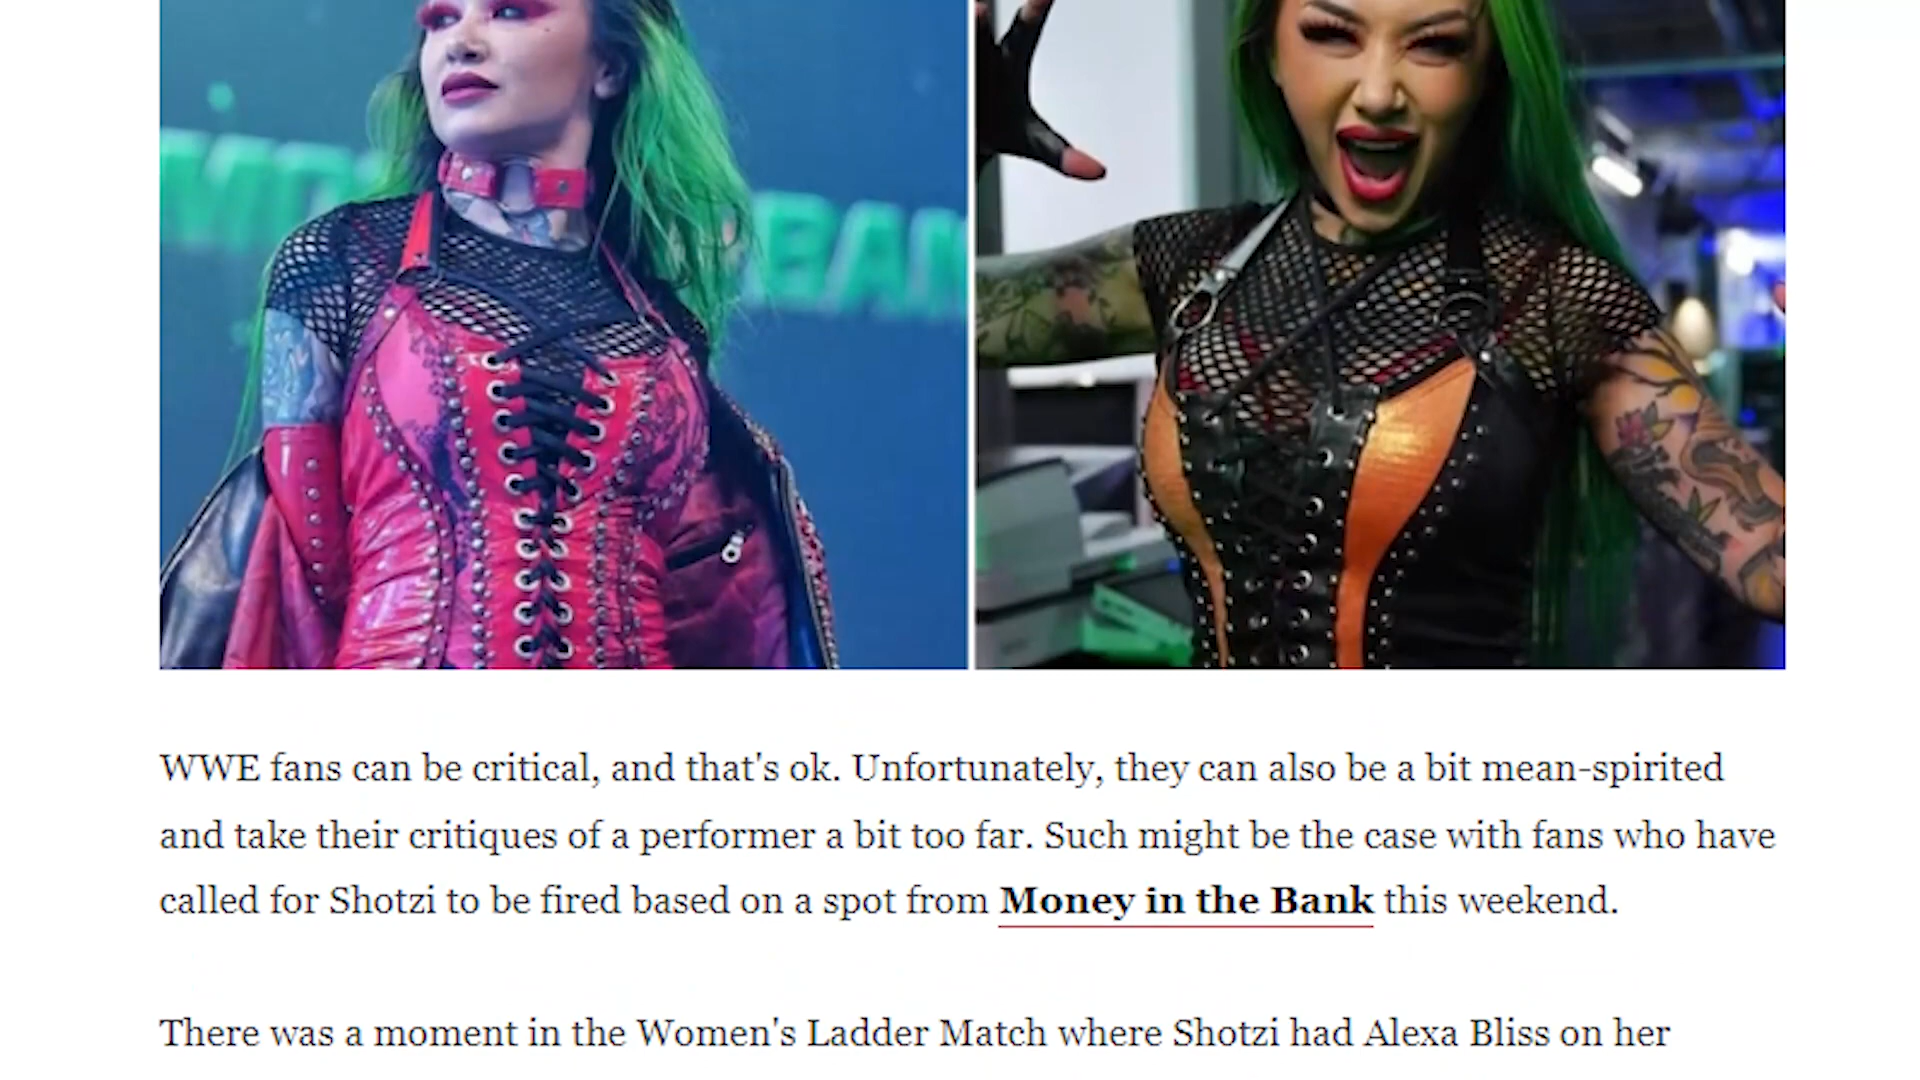 WWE fans can be critical, and that's ok. Unfortunately, they can also be a bit mean-spirited
and take their critiques of a performer a bit too far. Such might be the case with fans who have
called for Shotzi to be fired based on a spot from Money in the Bank this weekend.
There was a moment in the Women's Ladder Match where Shotzi had Alexa Bliss on her